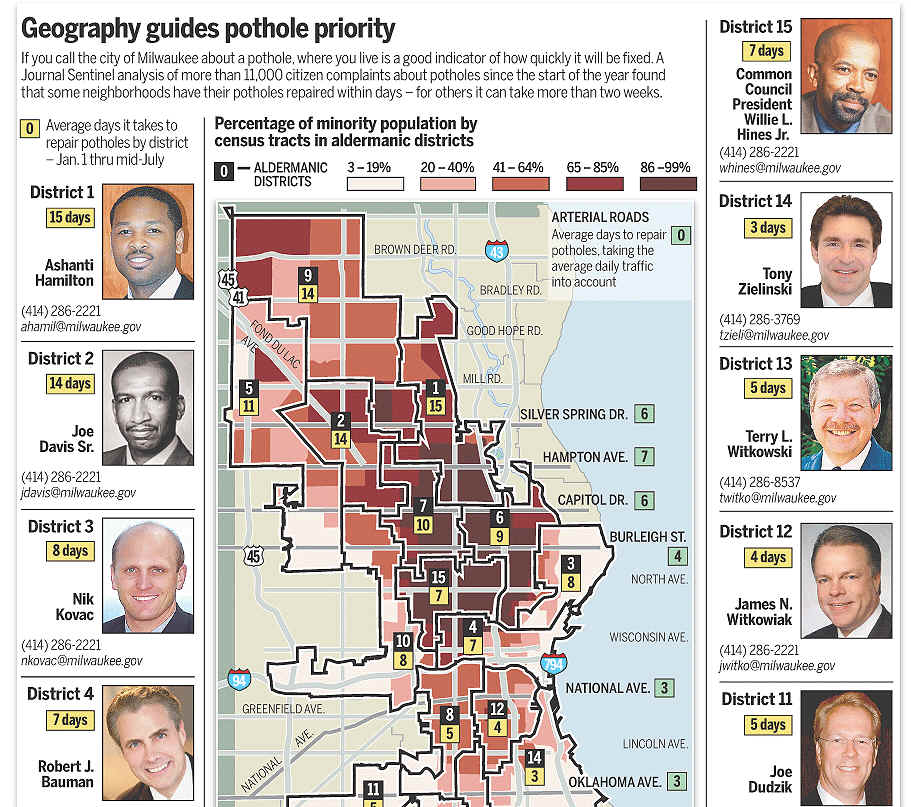 Geography guides pothole priority
If you call the city of Milwaukee about a pothole, where you live is a good indicator of how quickly it will be fixed. A
Journal Sentinel analysis of more than 11,000 citizen complaints about potholes since the start of the year found
that some neighborhoods have their potholes repaired within days – for others it can take more than two weeks.
0
Average days it takes to
repair potholes by district
– Jan. 1 thru mid-July
District 1
15 days
Ashanti
Hamilton
(414) 286-2221
ahamil@milwaukee.gov
District 2
14 days
Joe
Davis Sr.
(414) 286-2221
jdavis@milwaukee.gov
District 3
8 days
Nik
Kovac
(414) 286-2221
nkovac@milwaukee.gov
District 4
7 days
Robert J.
Bauman
Percentage of minority population by
census tracts in aldermanic districts
0 — ALDERMANIC
DISTRICTS
3 – 19%
20 – 40%
41 – 64%
65 – 85%
86 –99%
ARTERIAL ROADS
Average days to repair
potholes, taking the
average daily traffic
into account
0
BROWN DEER RD.
43
45
41
9
14
BRADLEY RD.
FOND DU LAC
AVE.
GOOD HOPE RD.
MILL RD.
5
11
1
15
2
14
SILVER SPRING DR. 6
HAMPTON AVE. 7
CAPITOL DR. 6
7
10
6
9
BURLEIGH ST.
4
45
3
8
NORTH AVE.
15
7
4
7
WISCONSIN AVE.
10
8
794
94
NATIONAL AVE. 3
GREENFIELD AVE.
8
5
12
4
NATIONAL AVE.
LINCOLN AVE.
14
3
OKLAHOMA AVE. 3
11
5
District 15
7 days
Common
Council
President
Willie L.
Hines Jr.
(414) 286-2221
whines@milwaukee.gov
District 14
3 days
Tony
Zielinski
(414) 286-3769
tzieli@milwaukee.gov
District 13
5 days
Terry L.
Witkowski
(414) 286-8537
twitko@milwaukee.gov
District 12
4 days
James N.
Witkowiak
(414) 286-2221
jwitko@milwaukee.gov
District 11
5 days
Joe
Dudzik